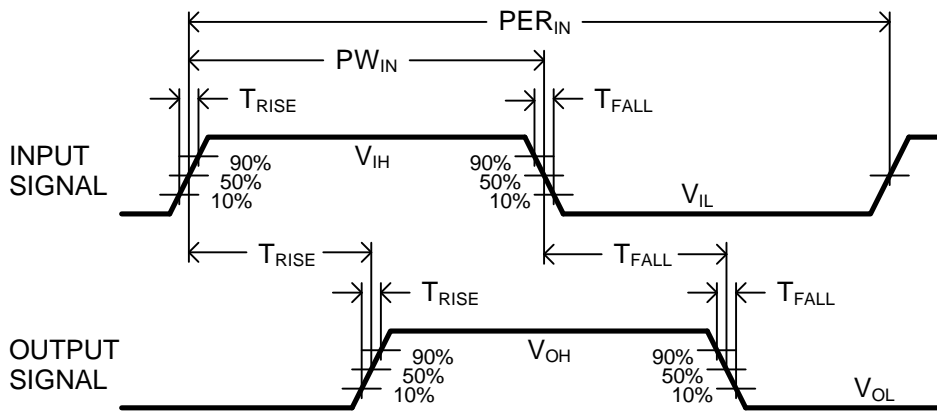 PER_IN
PW_IN
T_RISE
T_FALL
INPUT
SIGNAL
90%
50%
10%
V_IH
90%
50%
10%
V_IL
T_RISE
T_FALL
T_RISE
T_FALL
OUTPUT
SIGNAL
90%
50%
10%
V_OH
90%
50%
10%
V_OL